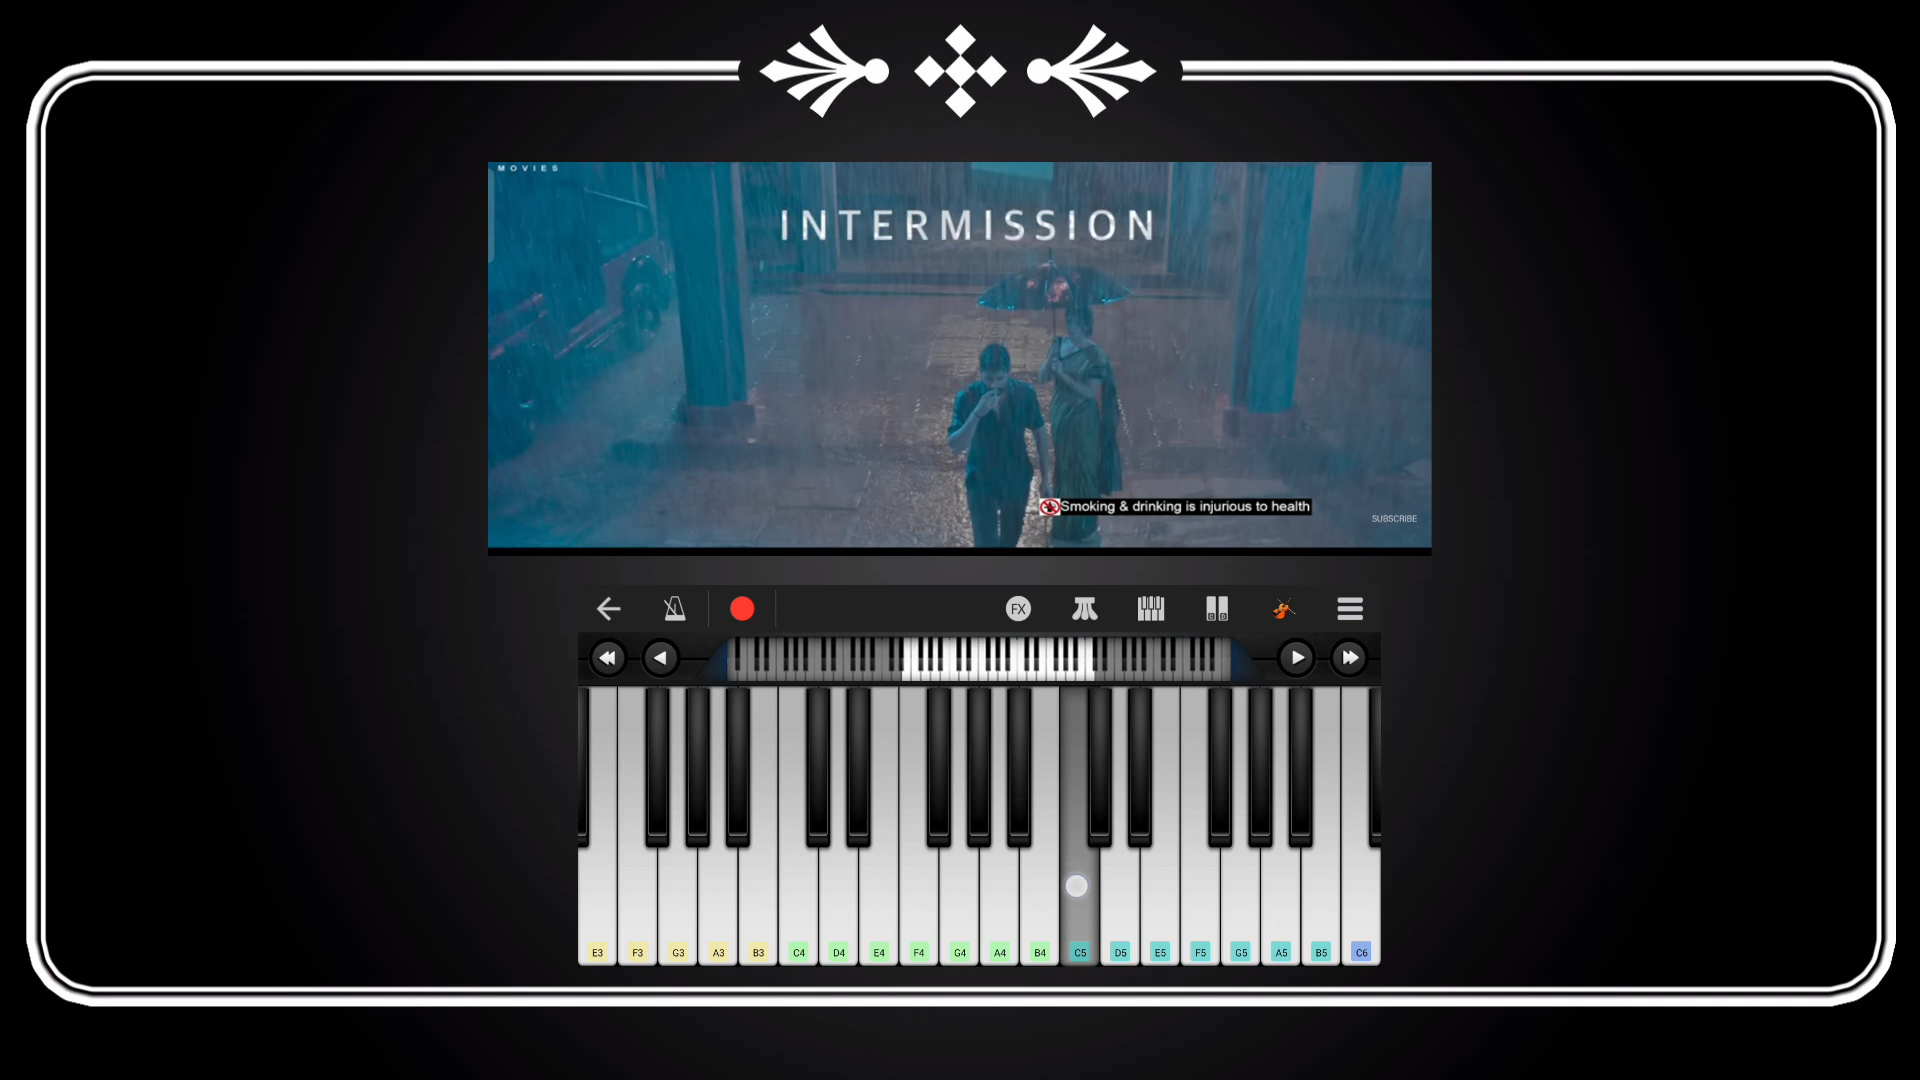 MOVIES
INTERMISSION
Smoking & drinking is injurious to health
SUBSCRIBE
FX
E3 F3 G3 A3 B3 C4 D4 E4 F4 G4 A4 B4 C5 D5 E5 F5 G5 A5 B5 C6